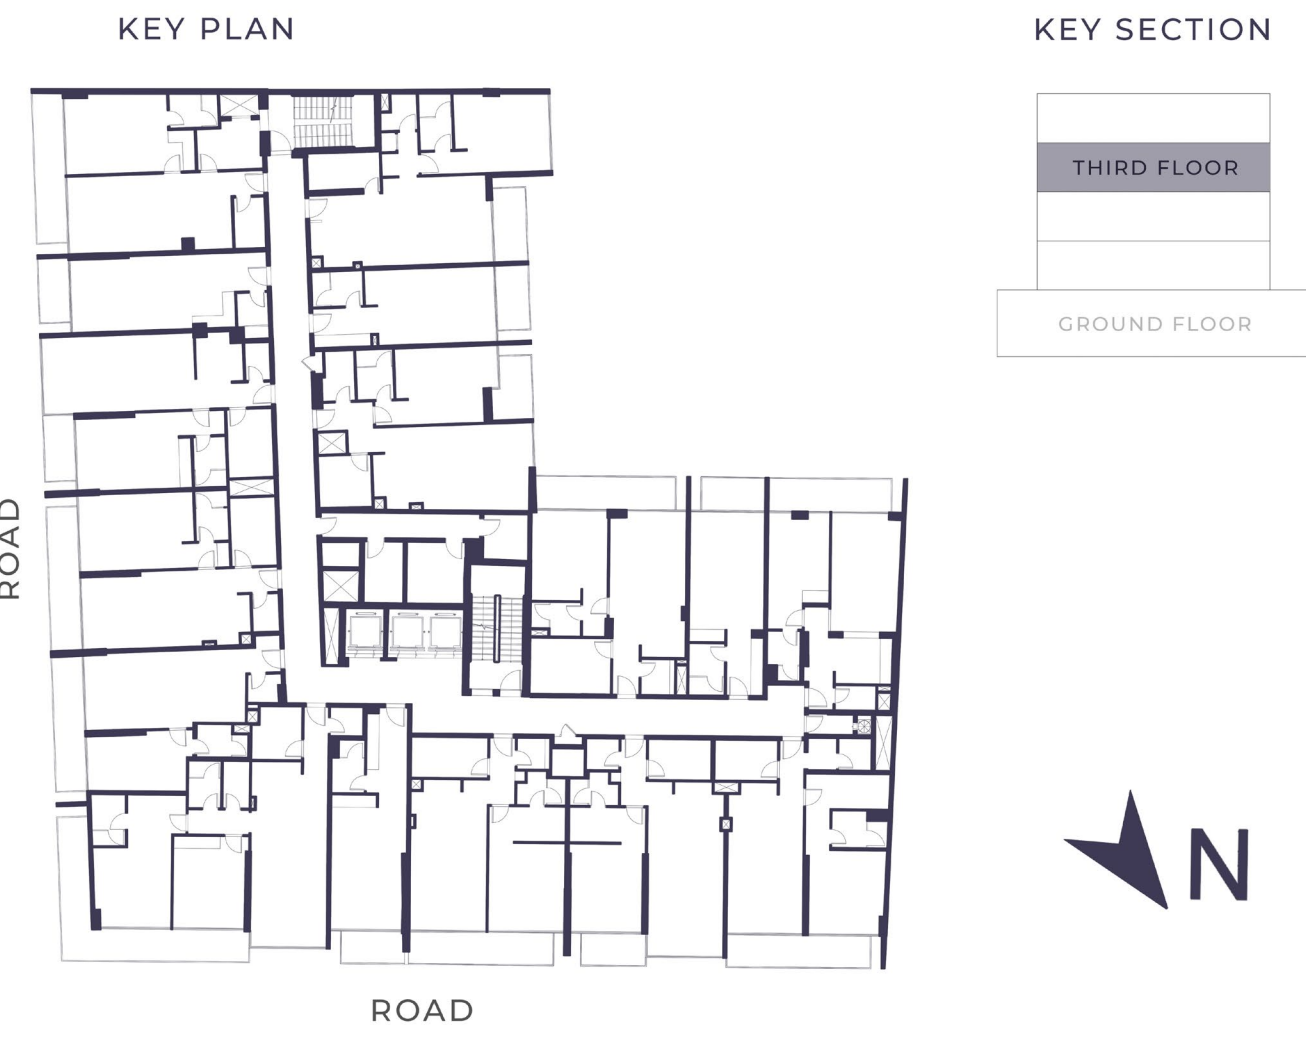 KEY PLAN
KEY SECTION
THIRD FLOOR
GROUND FLOOR
ROAD
N
ROAD